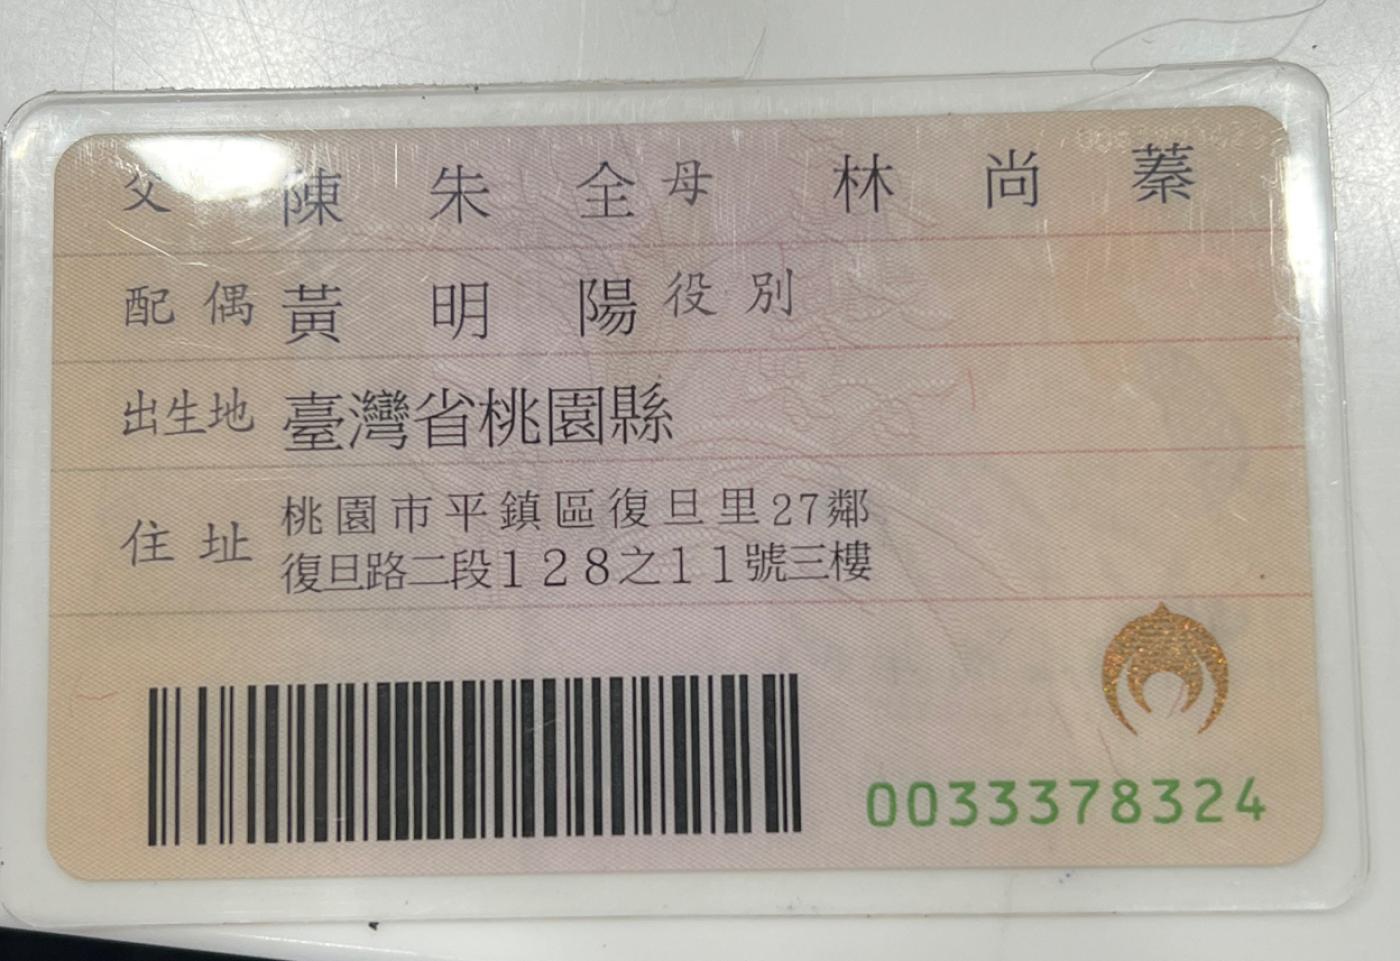 父 陳朱全 母 林尚蓁
配偶 黃明陽 役別
出生地 臺灣省桃園縣
住址 桃園市平鎮區復旦里27鄰
復旦路二段128之11號三樓
0033378324